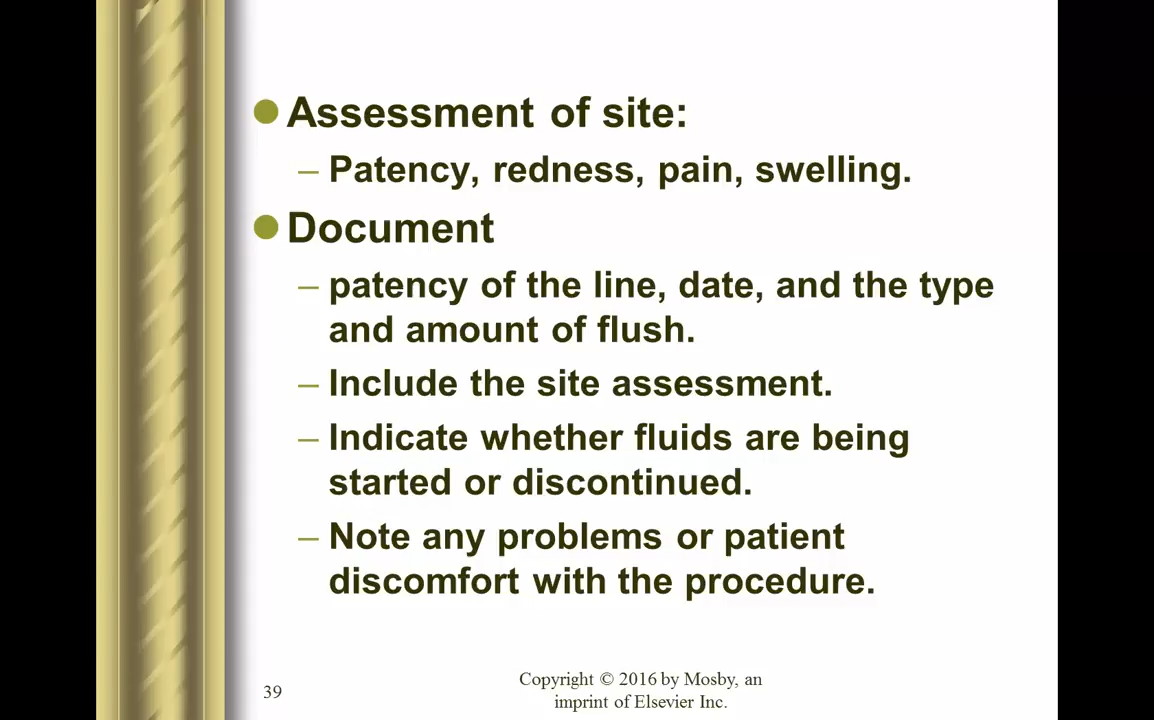 Assessment of site:
– Patency, redness, pain, swelling.
Document
– patency of the line, date, and the type
and amount of flush.
– Include the site assessment.
– Indicate whether fluids are being
started or discontinued.
– Note any problems or patient
discomfort with the procedure.
39
Copyright © 2016 by Mosby, an
imprint of Elsevier Inc.